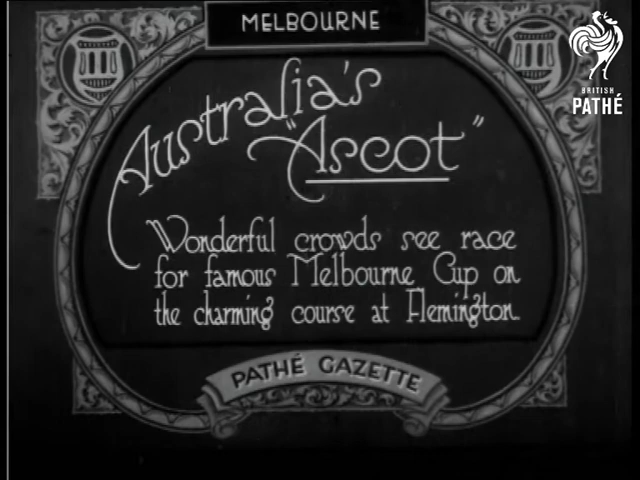 MELBOURNE
BRITISH
PATHÉ
Australia's
"Ascot"
Wonderful crowds see race
for famous Melbourne Cup on
the charming course at Flemington.
PATHÉ GAZETTE